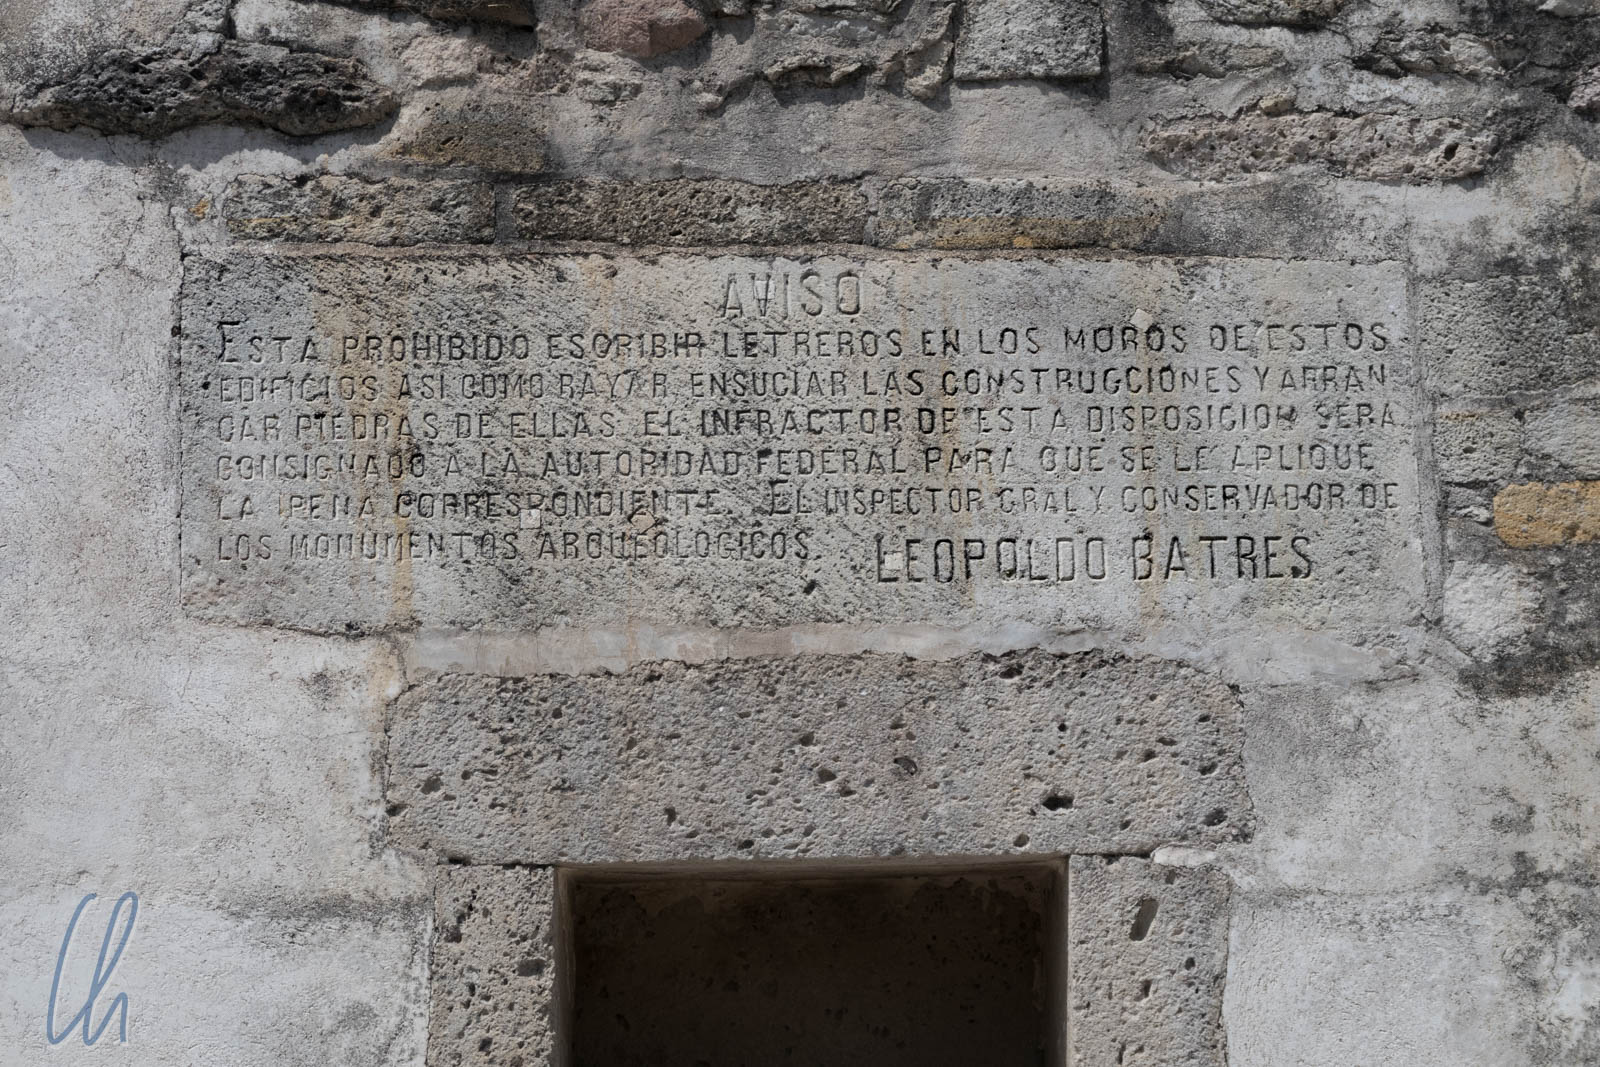 AVISO
ESTA PROHIBIDO ESCRIBIR LETREROS EN LOS MUROS DE ESTOS
EDIFICIOS ASI COMO RAYAR, ENSUCIAR LAS CONSTRUCCIONES Y ARRAN
CAR PIEDRAS DE ELLAS. EL INFRACTOR DE ESTA DISPOSICION SERA
CONSIGNADO A LA AUTORIDAD FEDERAL PARA QUE SE LE APLIQUE
LA PENA CORRESPONDIENTE. EL INSPECTOR GRAL Y CONSERVADOR DE
LOS MONUMENTOS ARQUEOLOGICOS. LEOPOLDO BATRES